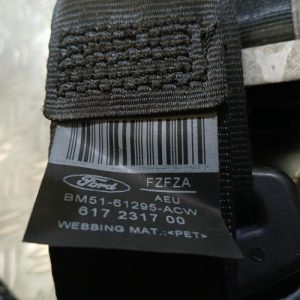 Ford FZFZA
AEU
BM51-61295-ACW
617 2317 00
WEBBING MAT.:<PET>